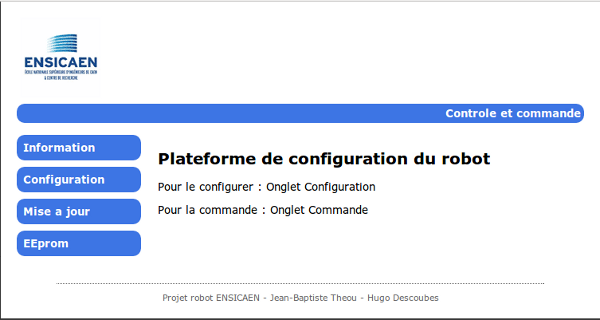 ENSICAEN
ÉCOLE NATIONALE SUPÉRIEURE D'INGÉNIEURS DE CAEN
& CENTRE DE RECHERCHE
Controle et commande
Information
Configuration
Mise a jour
EEprom
Plateforme de configuration du robot
Pour le configurer : Onglet Configuration
Pour la commande : Onglet Commande
Projet robot ENSICAEN - Jean-Baptiste Theou - Hugo Descoubes